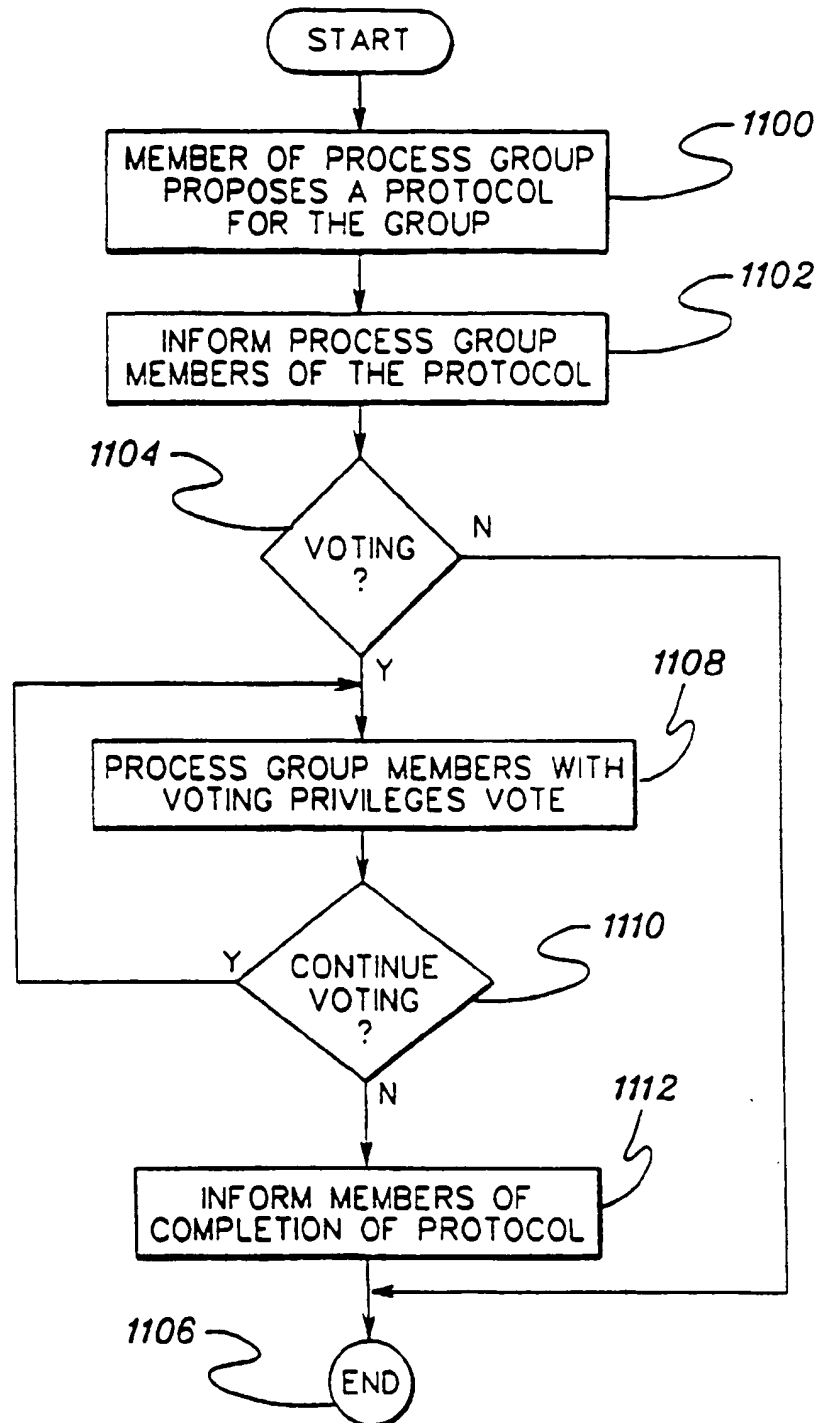 START
MEMBER OF PROCESS GROUP
PROPOSES A PROTOCOL
FOR THE GROUP
1100
INFORM PROCESS GROUP
MEMBERS OF THE PROTOCOL
1102
1104
VOTING
?
N
Y
1108
PROCESS GROUP MEMBERS WITH
VOTING PRIVILEGES VOTE
1110
Y
CONTINUE
VOTING
?
N
1112
INFORM MEMBERS OF
COMPLETION OF PROTOCOL
1106
END